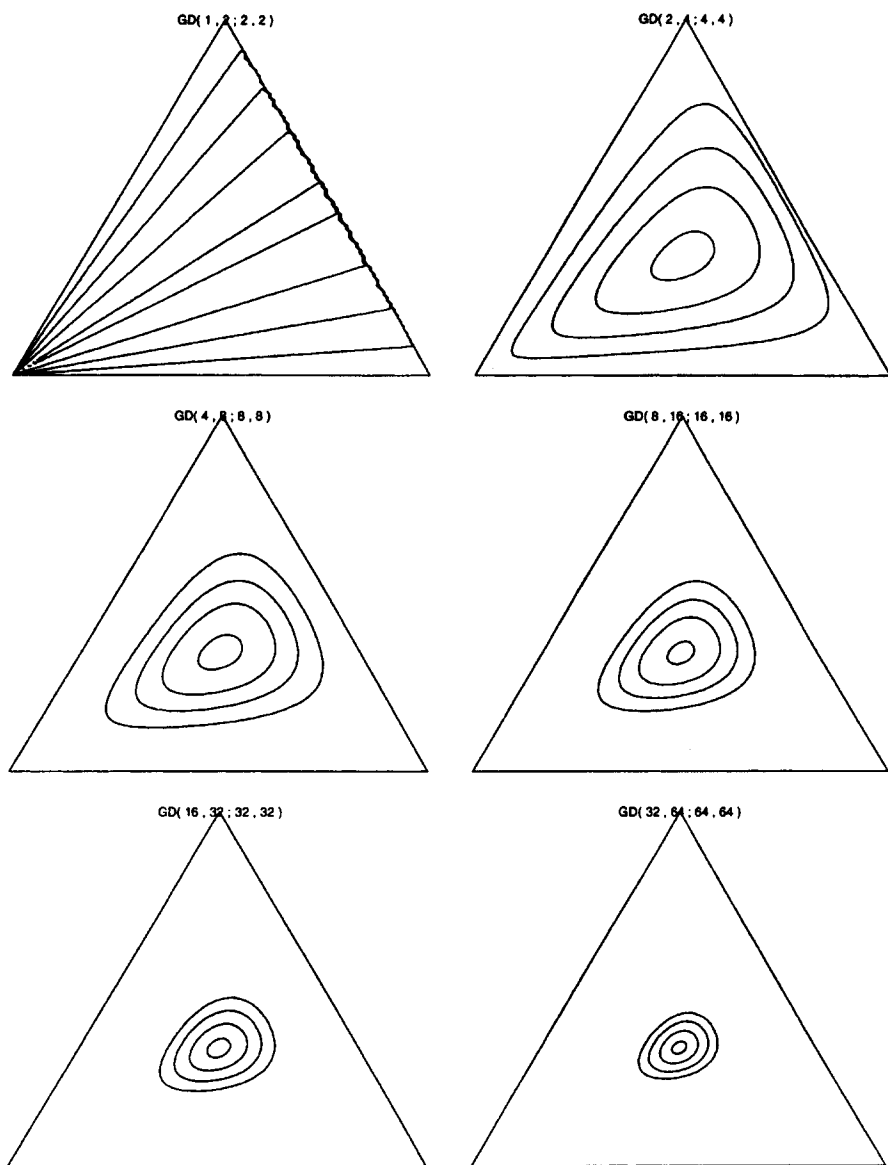 GD( 1 , 2 ; 2 , 2 )
GD( 2 , 4 ; 4 , 4 )
GD( 4 , 8 ; 8 , 8 )
GD( 8 , 16 ; 16 , 16 )
GD( 16 , 32 ; 32 , 32 )
GD( 32 , 64 ; 64 , 64 )